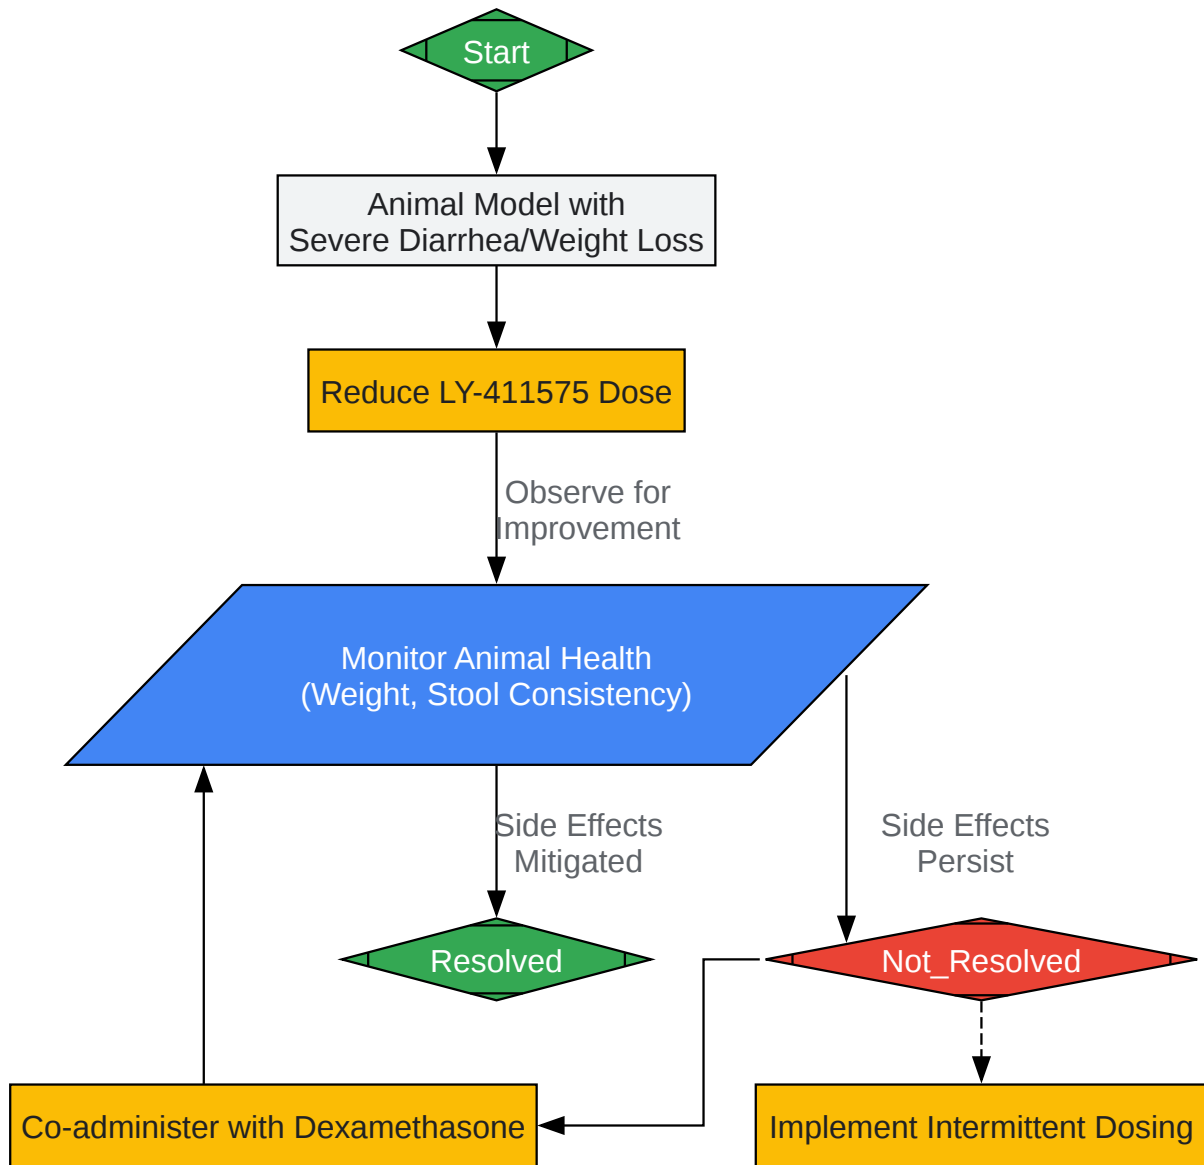 Start
Animal Model with
Severe Diarrhea/Weight Loss
Reduce LY-411575 Dose
Observe for
Improvement
Monitor Animal Health
(Weight, Stool Consistency)
Side Effects
Mitigated
Side Effects
Persist
Resolved
Not_Resolved
Co-administer with Dexamethasone
Implement Intermittent Dosing